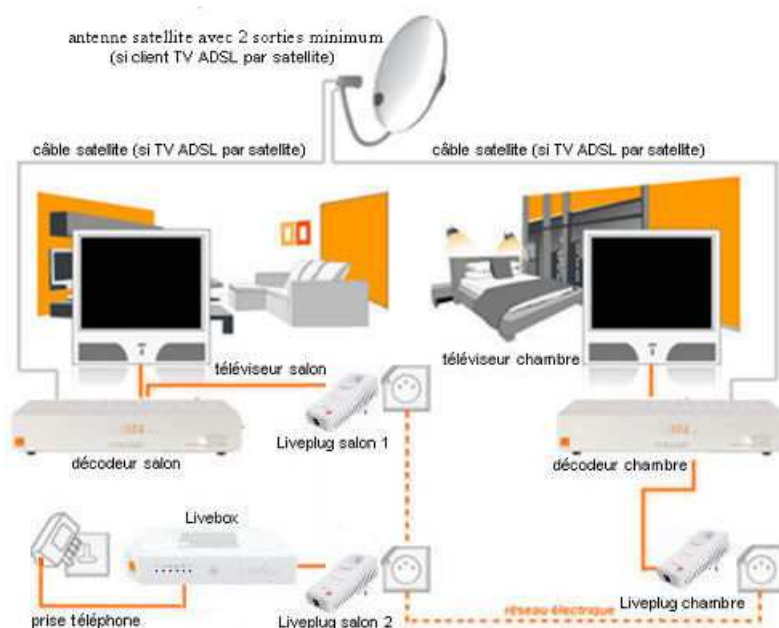 antenne satellite avec 2 sorties minimum
(si client TV ADSL par satellite)
câble satellite (si TV ADSL par satellite)
câble satellite (si TV ADSL par satellite)
téléviseur salon
téléviseur chambre
Liveplug salon 1
décodeur salon
décodeur chambre
Livebox
prise téléphone
Liveplug salon 2
réseau électrique
Liveplug chambre